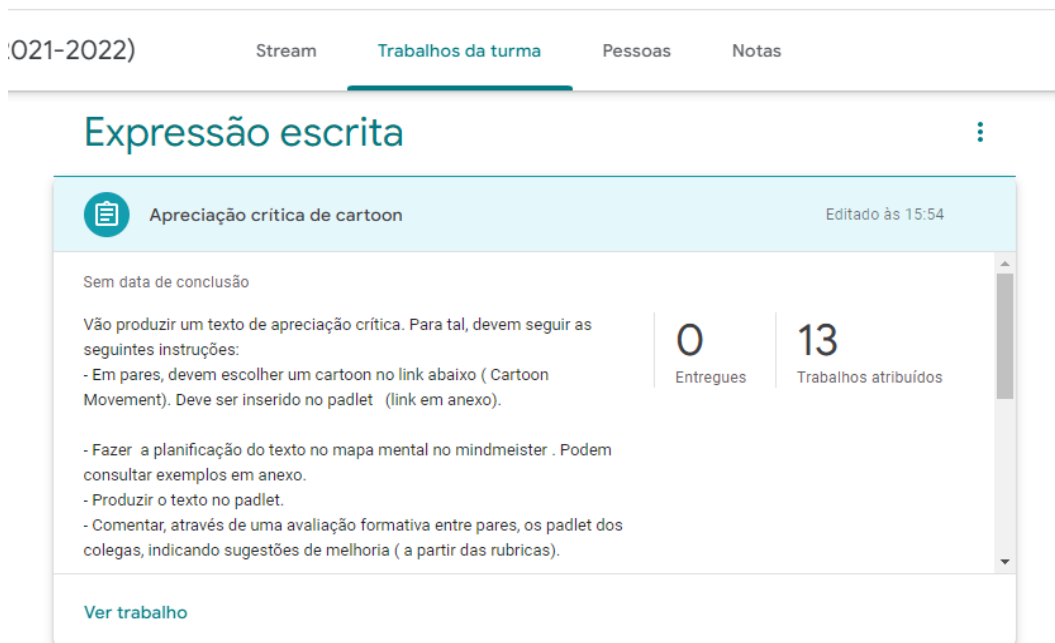 2021-2022)
Stream
Trabalhos da turma
Pessoas
Notas
Expressão escrita
Apreciação crítica de cartoon
Editado às 15:54
Sem data de conclusão
Vão produzir um texto de apreciação crítica. Para tal, devem seguir as
seguintes instruções:
- Em pares, devem escolher um cartoon no link abaixo ( Cartoon
Movement). Deve ser inserido no padlet (link em anexo).
- Fazer a planificação do texto no mapa mental no mindmeister . Podem
consultar exemplos em anexo.
- Produzir o texto no padlet.
- Comentar, através de uma avaliação formativa entre pares, os padlet dos
colegas, indicando sugestões de melhoria ( a partir das rubricas).
0
Entregues
13
Trabalhos atribuídos
Ver trabalho